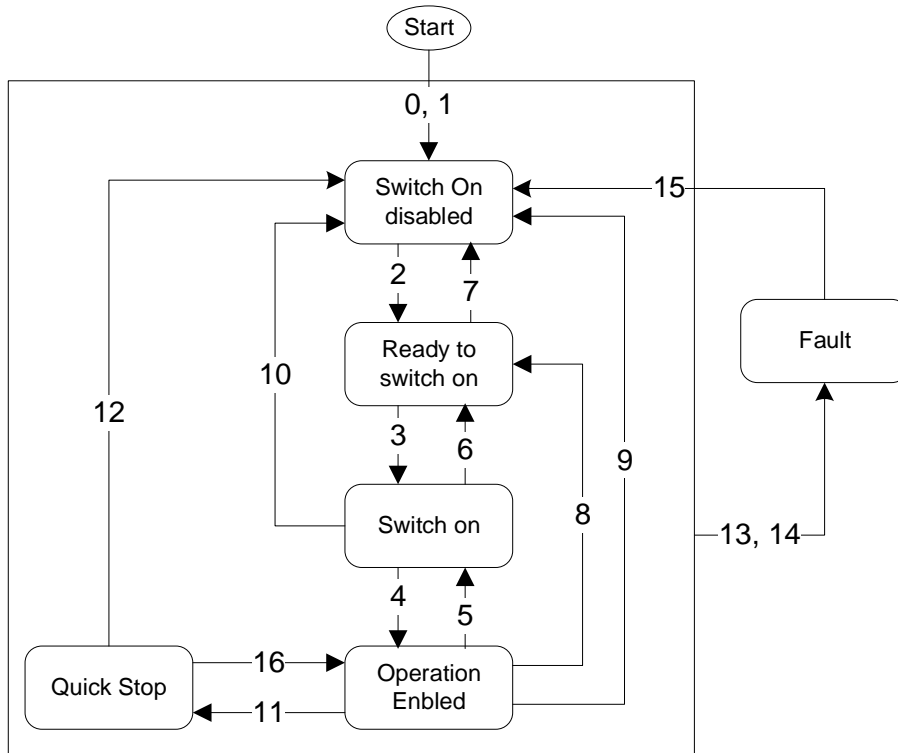 Start
0, 1
Switch On
disabled
15
2
7
Ready to
switch on
Fault
10
12
3
6
9
8
Switch on
13, 14
4
5
16
Quick Stop
Operation
Enbled
11